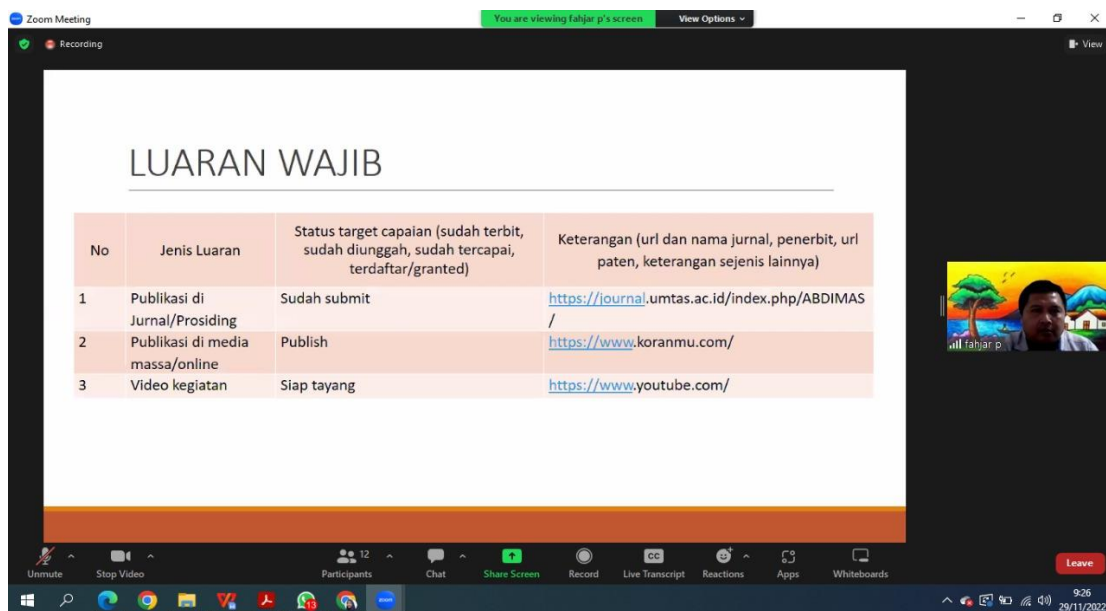 Zoom Meeting
You are viewing fahjar p's screen
View Options
Recording
View
LUARAN WAJIB
No
Jenis Luaran
Status target capaian (sudah terbit,
sudah diunggah, sudah tercapai,
terdaftar/granted)
Keterangan (url dan nama jurnal, penerbit, url
paten, keterangan sejenis lainnya)
1
Publikasi di
Jurnal/Prosiding
Sudah submit
https://journal.umtas.ac.id/index.php/ABDIMAS
/
2
Publikasi di media
massa/online
Publish
https://www.koranmu.com/
3
Video kegiatan
Siap tayang
https://www.youtube.com/
fahjar p
Unmute
Stop Video
12
Participants
Chat
Share Screen
Record
CC
Live Transcript
Reactions
Apps
Whiteboards
Leave
13
zoom
9:26
29/11/2022